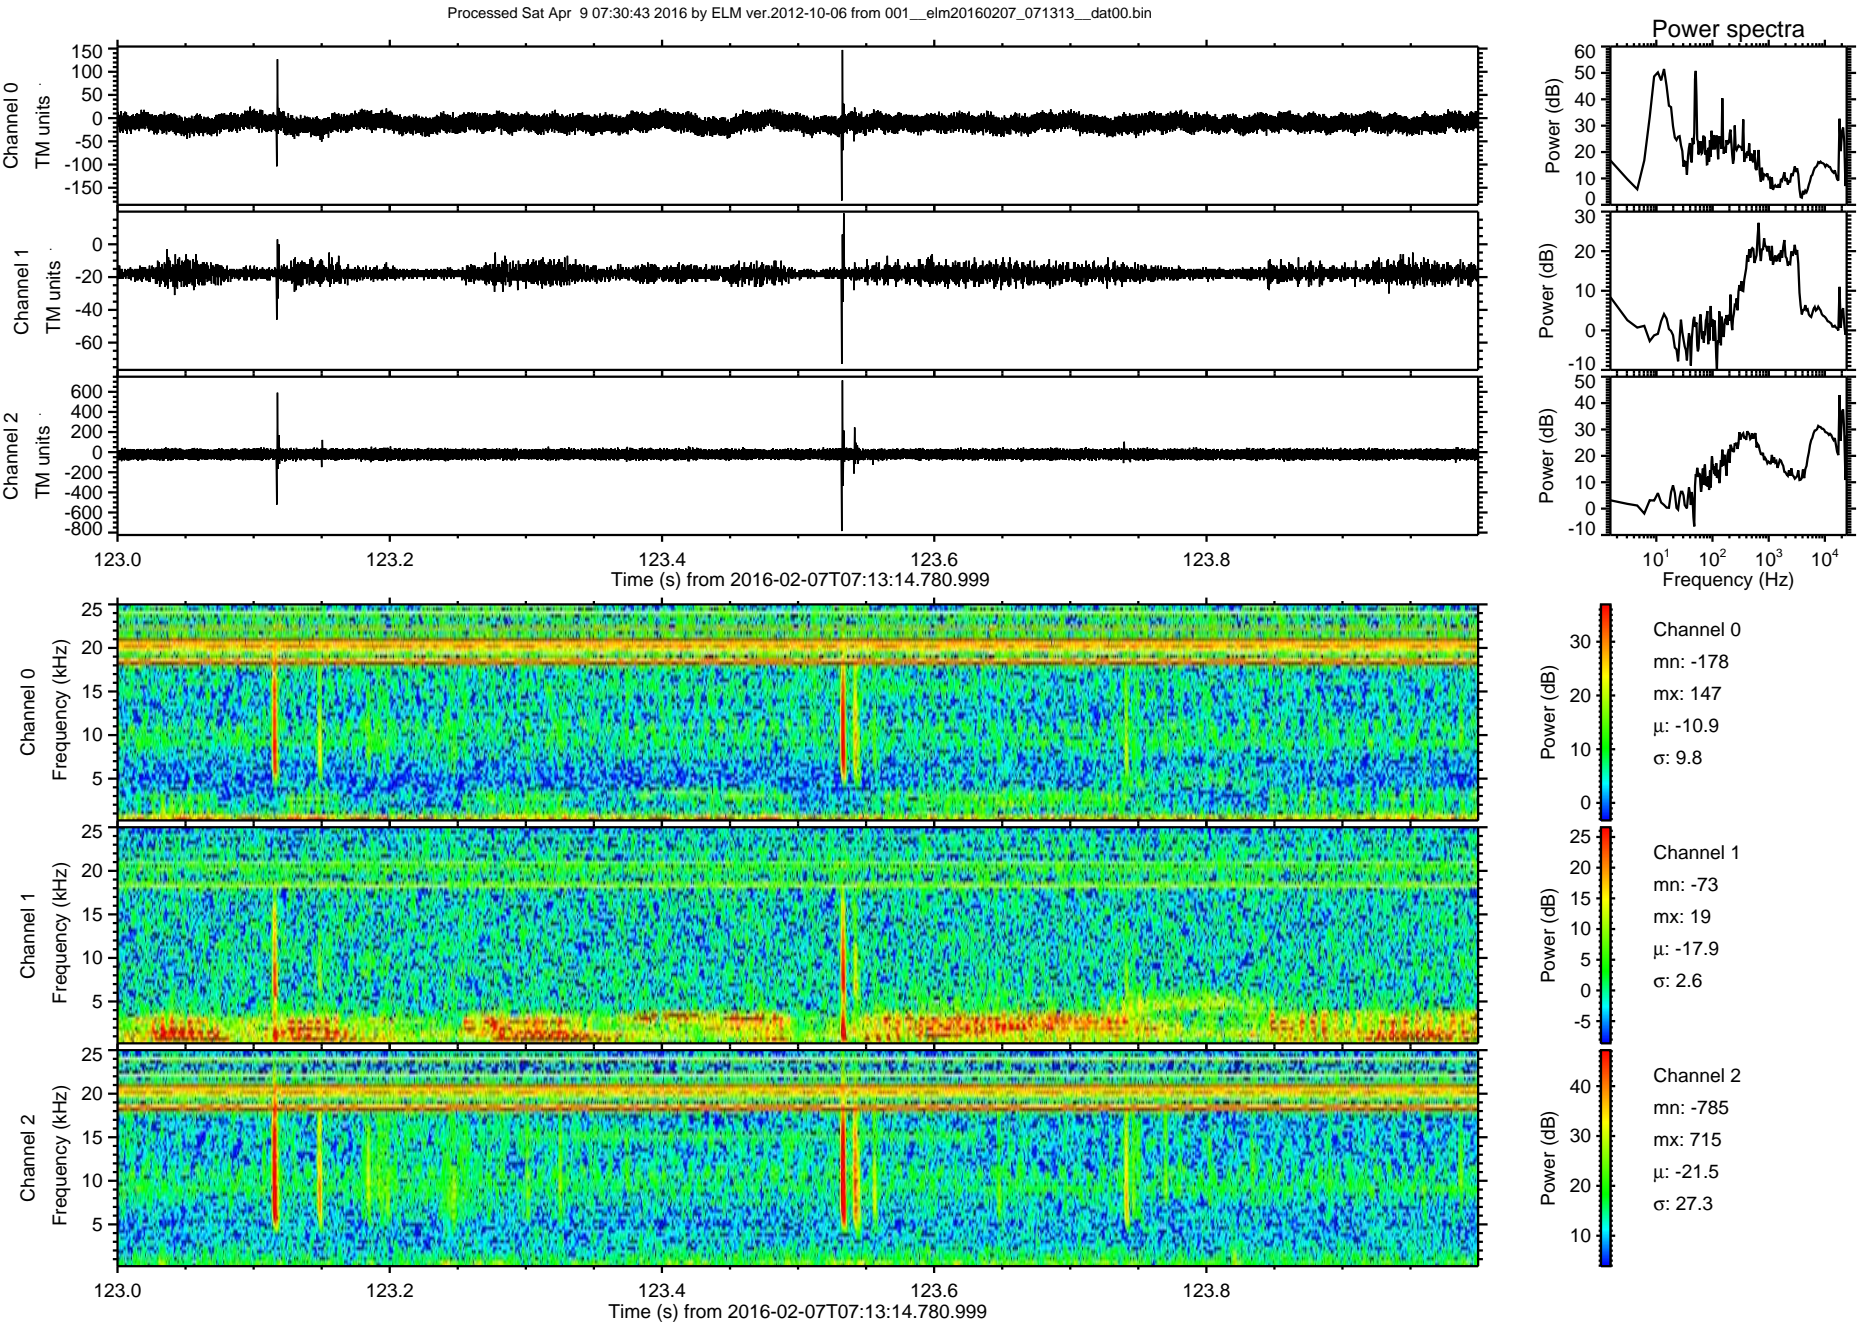 Processed Sat Apr  9 07:30:43 2016 by ELM ver.2012-10-06 from 001__elm20160207_071313__dat00.bin
Power spectra
Channel 0
TM units
150
100
50
0
-50
-100
-150
Power (dB)
60
50
40
30
20
10
0
Channel 1
TM units
0
-20
-40
-60
Power (dB)
30
20
10
0
-10
Channel 2
TM units
600
400
200
0
-200
-400
-600
-800
Power (dB)
50
40
30
20
10
0
-10
123.0 123.2 123.4 123.6 123.8
Time (s) from 2016-02-07T07:13:14.780.999
10^1 10^2 10^3 10^4
Frequency (Hz)
Channel 0
Frequency (kHz)
25
20
15
10
5
Power (dB)
30
20
10
0
Channel 0
mn: -178
mx: 147
µ: -10.9
σ: 9.8
Channel 1
Frequency (kHz)
25
20
15
10
5
Power (dB)
25
20
15
10
5
0
-5
Channel 1
mn: -73
mx: 19
µ: -17.9
σ: 2.6
Channel 2
Frequency (kHz)
25
20
15
10
5
Power (dB)
40
30
20
10
Channel 2
mn: -785
mx: 715
µ: -21.5
σ: 27.3
123.0 123.2 123.4 123.6 123.8
Time (s) from 2016-02-07T07:13:14.780.999